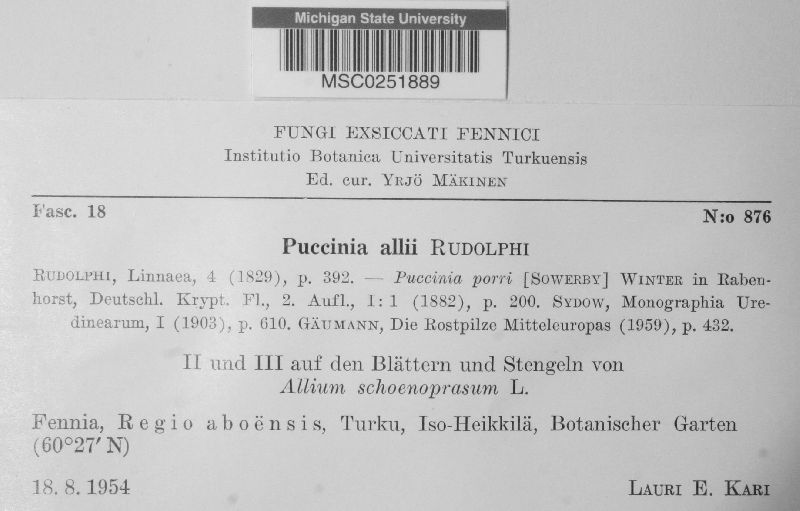 Michigan State University
MSC0251889
FUNGI EXSICCATI FENNICI
Institutio Botanica Universitatis Turkuensis
Ed. cur. YRJÖ MÄKINEN
Fasc. 18
N:o 876
Puccinia allii RUDOLPHI
RUDOLPHI, Linnaea, 4 (1829), p. 392. — Puccinia porri [SOWERBY] WINTER in Raben-
horst, Deutschl. Krypt. Fl., 2. Aufl., I: 1 (1882), p. 200. SYDOW, Monographia Ure-
dinearum, I (1903), p. 610. GÄUMANN, Die Rostpilze Mitteleuropas (1959), p. 432.
II und III auf den Blättern und Stengeln von
Allium schoenoprasum L.
Fennia, Regio aboënsis, Turku, Iso-Heikkilä, Botanischer Garten
(60°27′ N)
18. 8. 1954
LAURI E. KARI